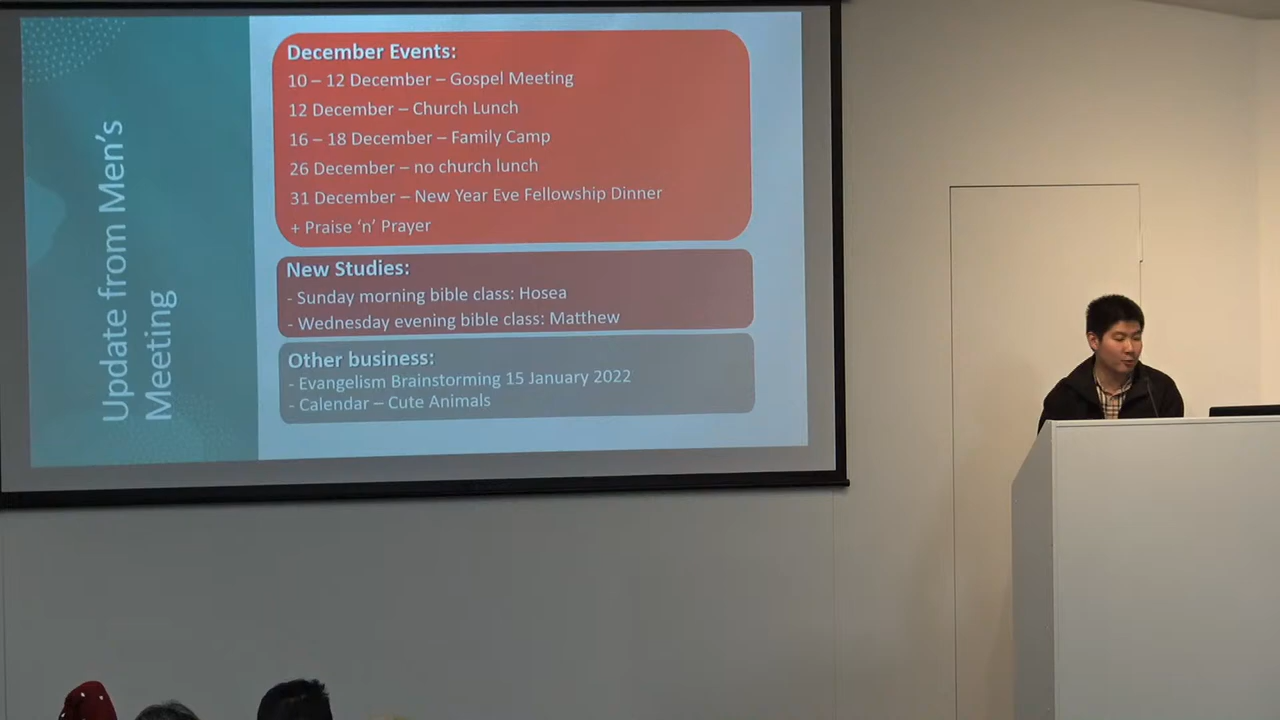 Update from Men's
Meeting
December Events:
10 – 12 December – Gospel Meeting
12 December – Church Lunch
16 – 18 December – Family Camp
26 December – no church lunch
31 December – New Year Eve Fellowship Dinner
+ Praise 'n' Prayer
New Studies:
- Sunday morning bible class: Hosea
- Wednesday evening bible class: Matthew
Other business:
- Evangelism Brainstorming 15 January 2022
- Calendar – Cute Animals